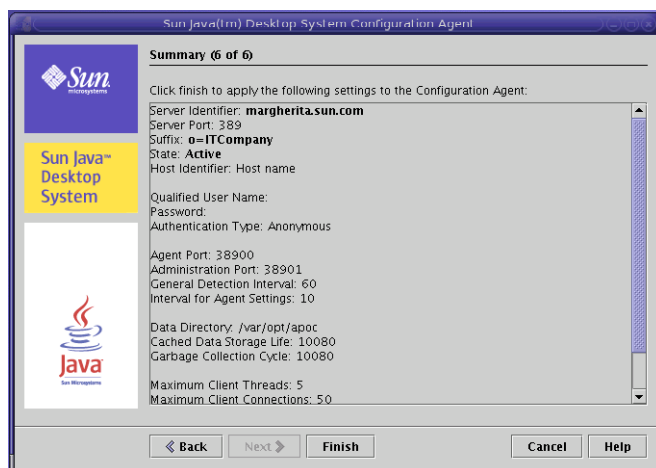 Sun Java(tm) Desktop System Configuration Agent
Sun
microsystems
Sun Java™
Desktop
System
Java
Sun Microsystems
Summary (6 of 6)
Click finish to apply the following settings to the Configuration Agent:
Server Identifier: margherita.sun.com
Server Port: 389
Suffix: o=ITCompany
State: Active
Host Identifier: Host name
Qualified User Name:
Password:
Authentication Type: Anonymous
Agent Port: 38900
Administration Port: 38901
General Detection Interval: 60
Interval for Agent Settings: 10
Data Directory: /var/opt/apoc
Cached Data Storage Life: 10080
Garbage Collection Cycle: 10080
Maximum Client Threads: 5
Maximum Client Connections: 50
Back Next Finish Cancel Help